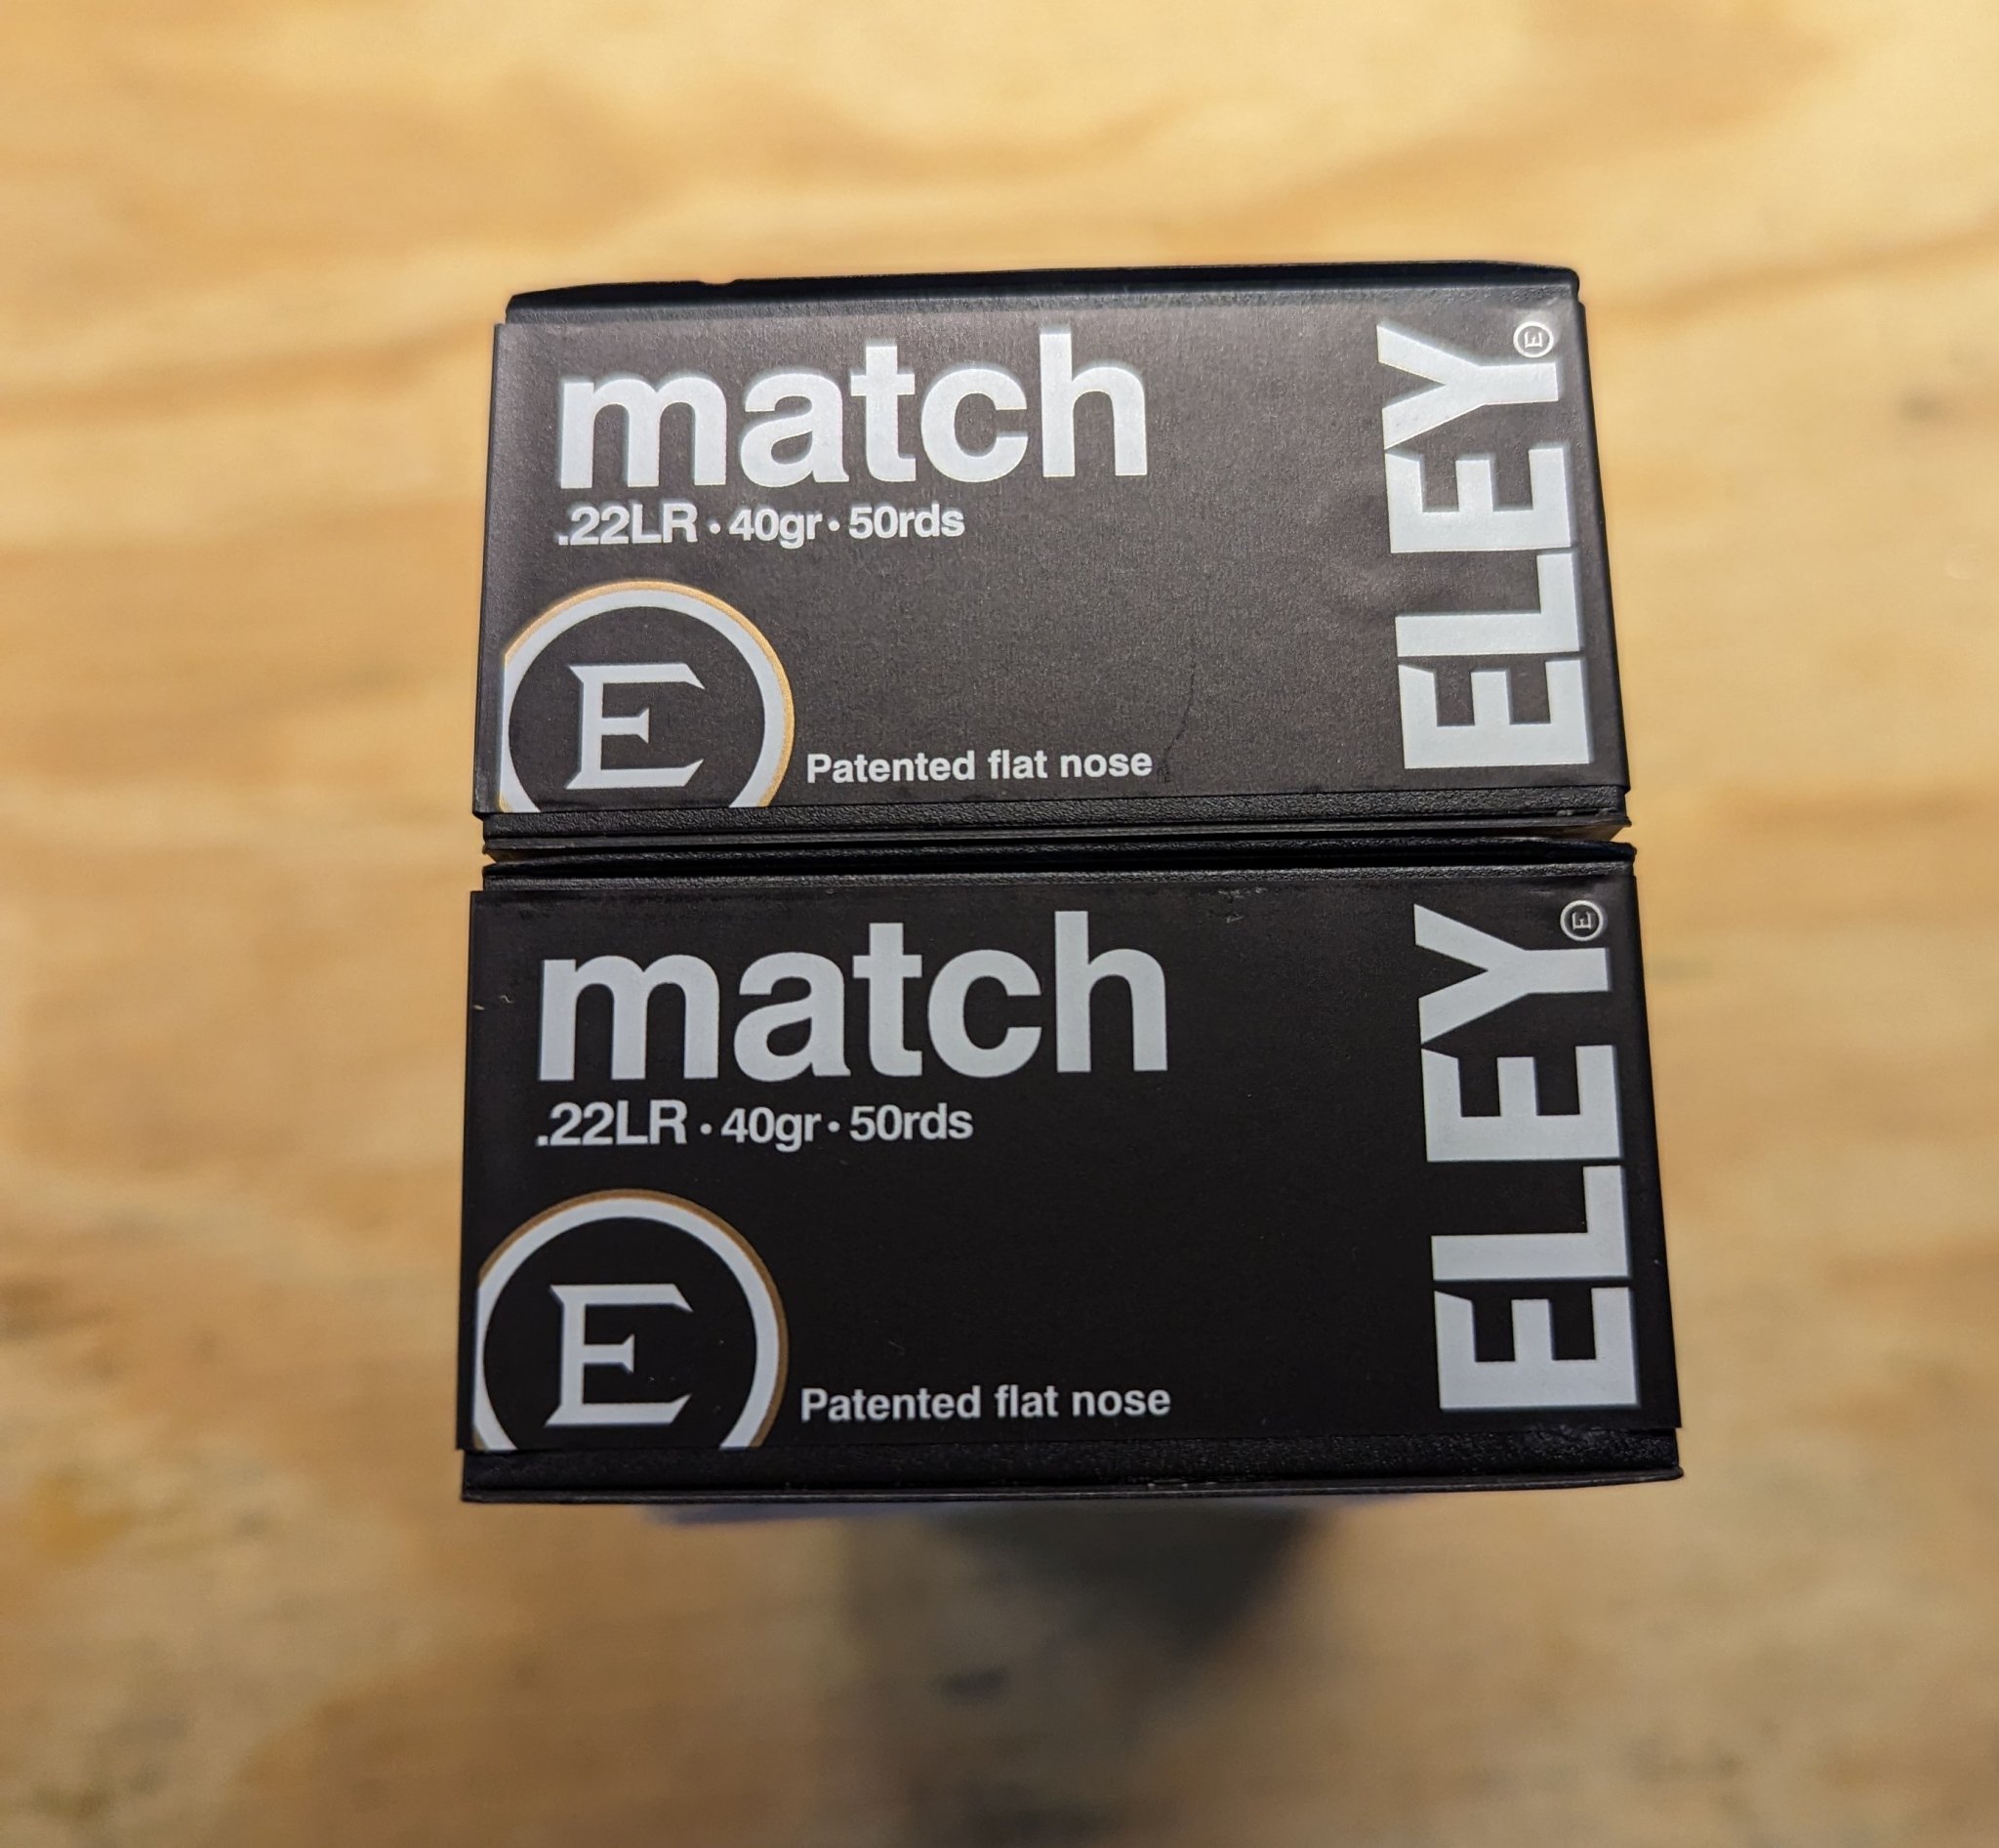 match
.22LR • 40gr • 50rds
E
Patented flat nose
ELEY
E
match
.22LR • 40gr • 50rds
E
Patented flat nose
ELEY
E